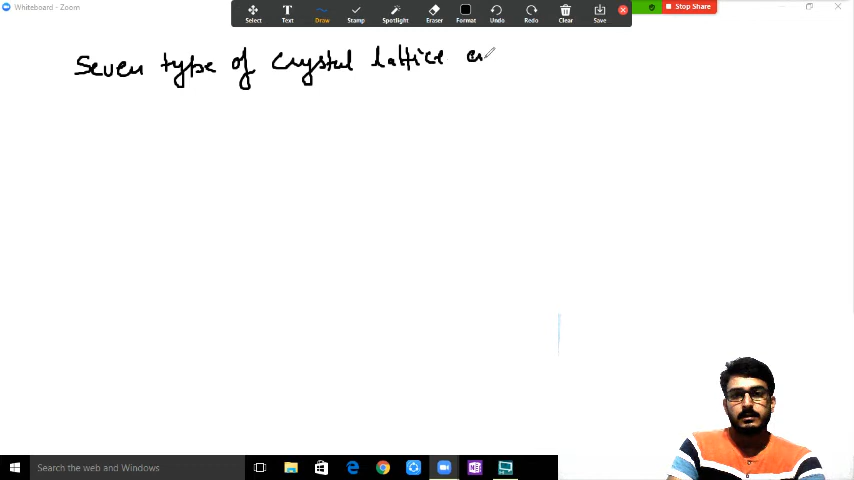 Whiteboard - Zoom
Select Text Draw Stamp Spotlight Eraser Format Undo Redo Clear Save
Stop Share
Seven type of crystal lattice
Search the web and Windows